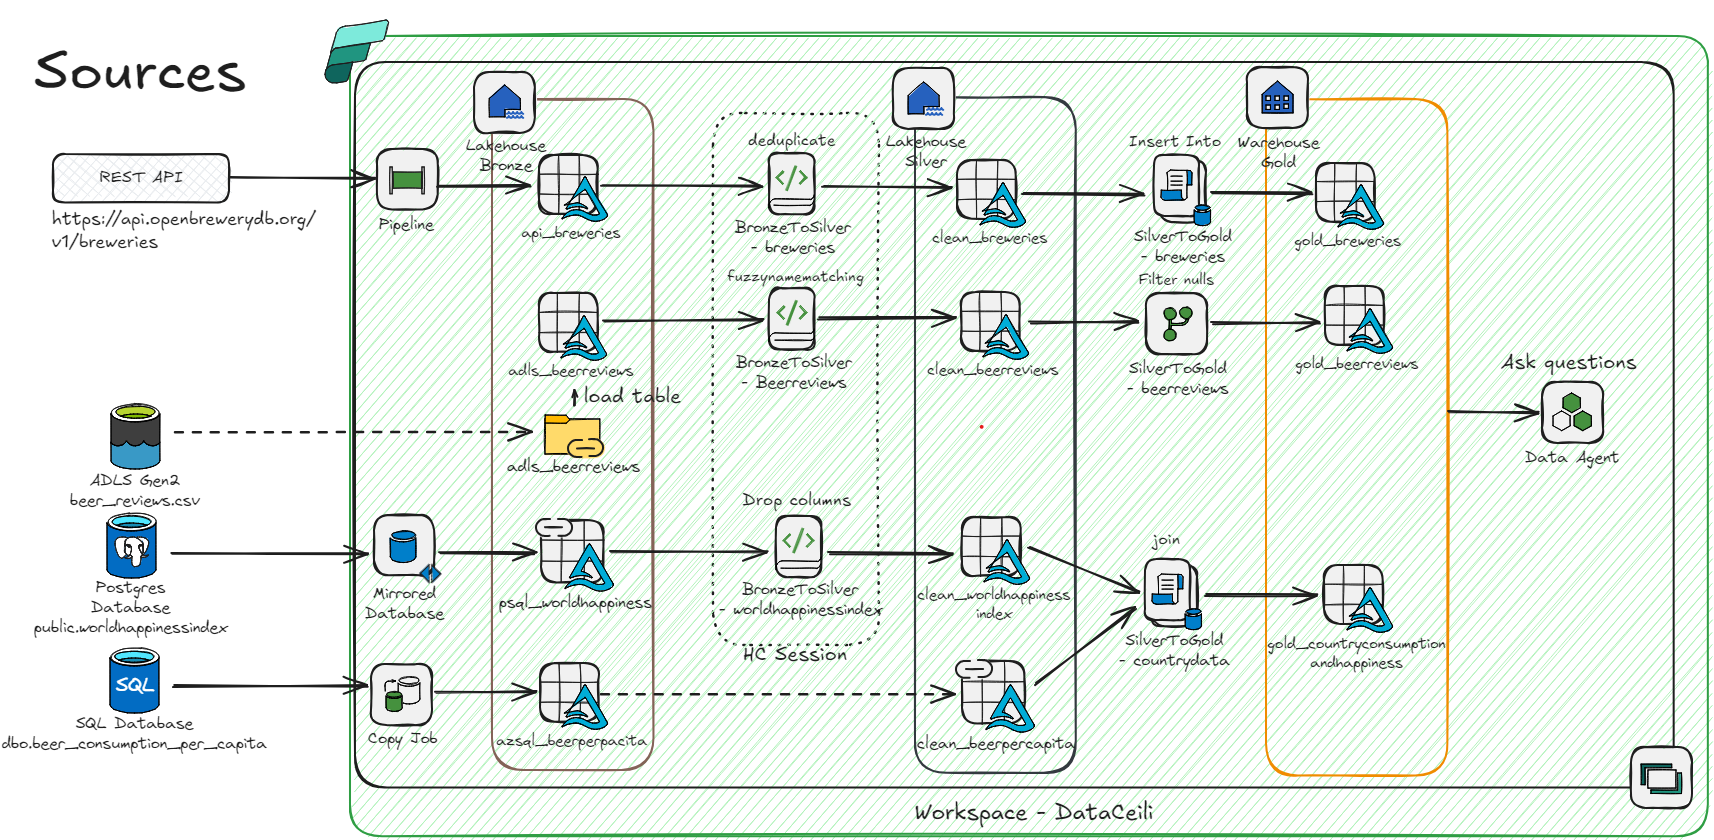 Sources
REST API
https://api.openbrewerydb.org/
v1/breweries
ADLS Gen2
beer_reviews.csv
Postgres
Database
public.worldhappinessindex
SQL
SQL Database
dbo.beer_consumption_per_capita
Pipeline
Mirrored
Database
Copy Job
Lakehouse
Bronze
api_breweries
adls_beerreviews
load table
adls_beerreviews
psql_worldhappiness
azsql_beerperpacita
deduplicate
BronzeToSilver
- breweries
fuzzynamematching
BronzeToSilver
- Beerreviews
Drop columns
BronzeToSilver
- worldhappinessindex
HC Session
Lakehouse
Silver
clean_breweries
clean_beerreviews
clean_worldhappiness
index
clean_beerpercapita
Insert Into
SilverToGold
- breweries
Filter nulls
SilverToGold
- beerreviews
join
SilverToGold
- countrydata
Warehouse
Gold
gold_breweries
gold_beerreviews
gold_countryconsumption
andhappiness
Ask questions
Data Agent
Workspace - DataCeili